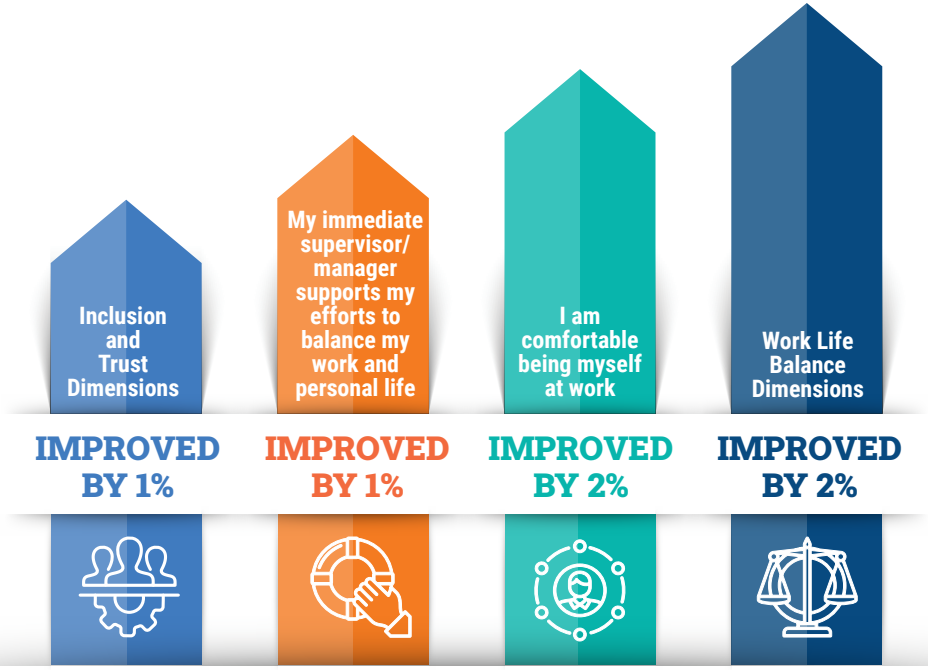 Inclusion
and
Trust
Dimensions
IMPROVED
BY 1%
My immediate
supervisor/
manager
supports my
efforts to
balance my
work and
personal life
IMPROVED
BY 1%
I am
comfortable
being myself
at work
IMPROVED
BY 2%
Work Life
Balance
Dimensions
IMPROVED
BY 2%